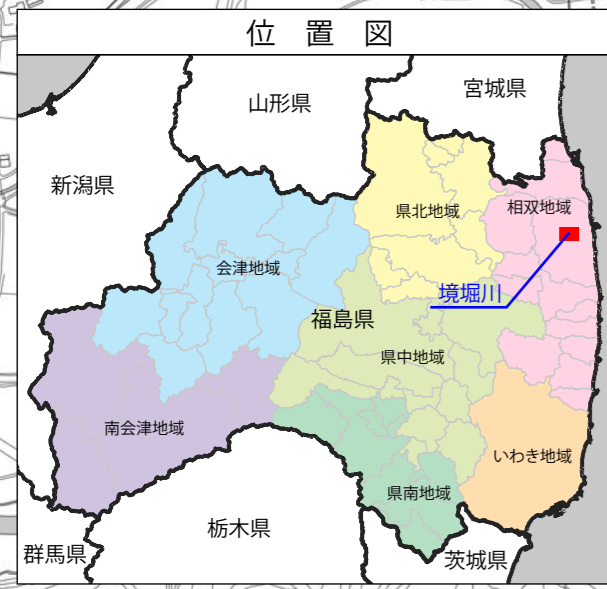 位置図
宮城県
山形県
新潟県
県北地域
相双地域
会津地域
境堀川
福島県
県中地域
南会津地域
いわき地域
県南地域
栃木県
群馬県
茨城県